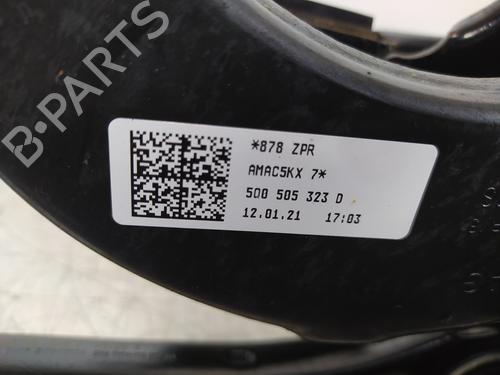 B-PARTS
*878 ZPR
AMAC5KX 7*
5Q0 505 323 D
12.01.21 17:03